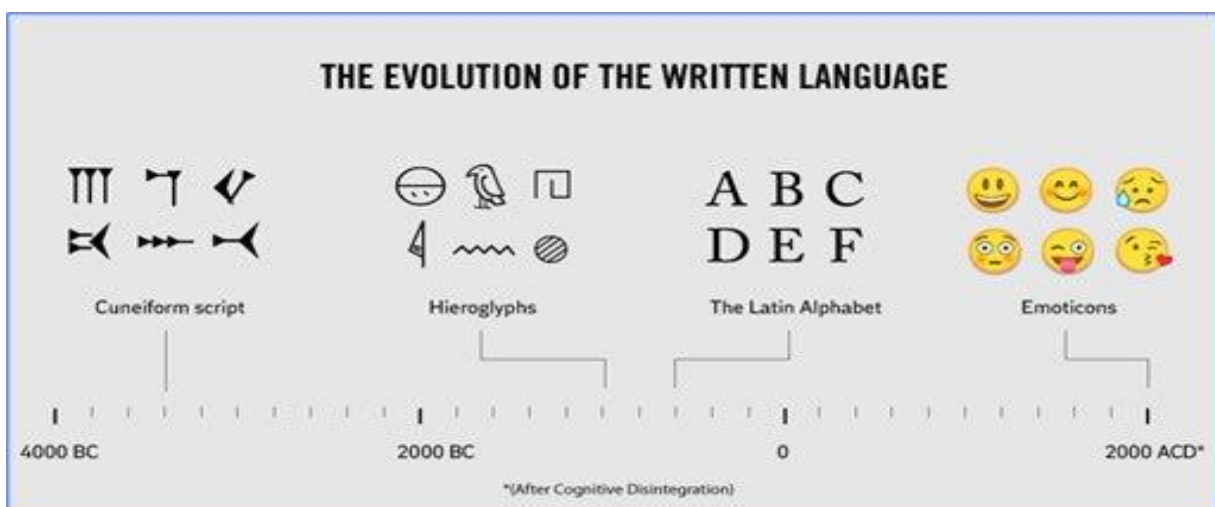 THE EVOLUTION OF THE WRITTEN LANGUAGE
A B C
D E F
Cuneiform script Hieroglyphs The Latin Alphabet Emoticons
4000 BC 2000 BC 0 2000 ACD*
*(After Cognitive Disintegration)